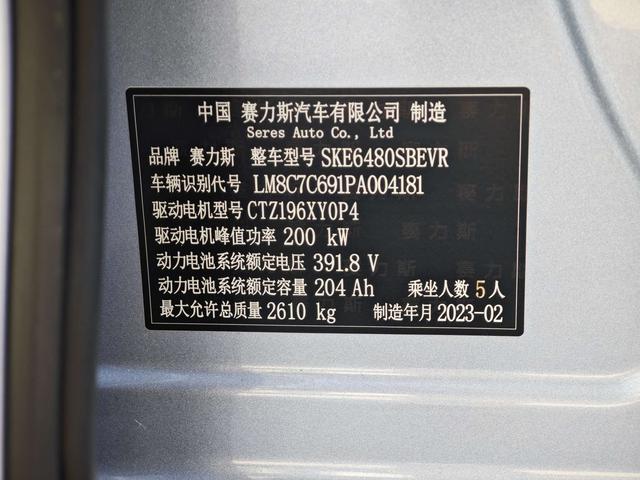 中国 赛力斯汽车有限公司 制造
Seres Auto Co., Ltd
品牌 赛力斯 整车型号 SKE6480SBEVR
车辆识别代号 LM8C7C691PA004181
驱动电机型号 CTZ196XY0P4
驱动电机峰值功率 200 kW
动力电池系统额定电压 391.8 V
动力电池系统额定容量 204 Ah 乘坐人数 5 人
最大允许总质量 2610 kg 制造年月 2023-02